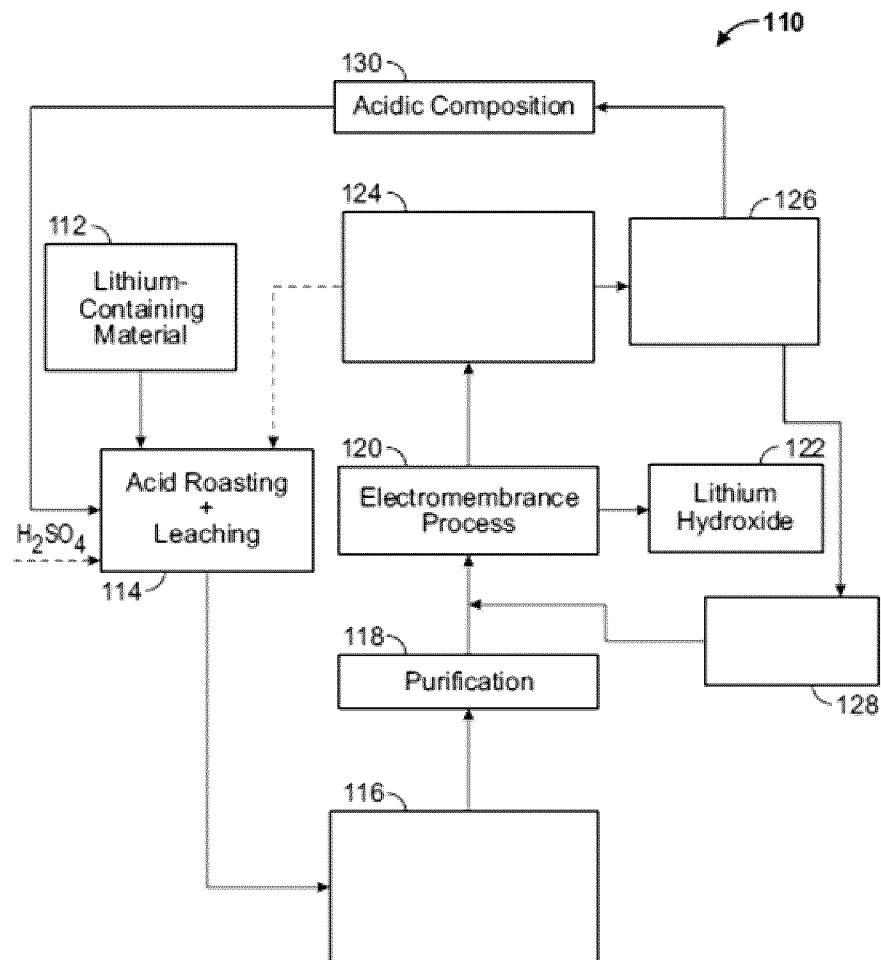 110
130
Acidic Composition
124
126
112
Lithium-
Containing
Material
120
122
Acid Roasting
+
Leaching
Electromembrance
Process
Lithium
Hydroxide
H2SO4
114
118
Purification
128
116